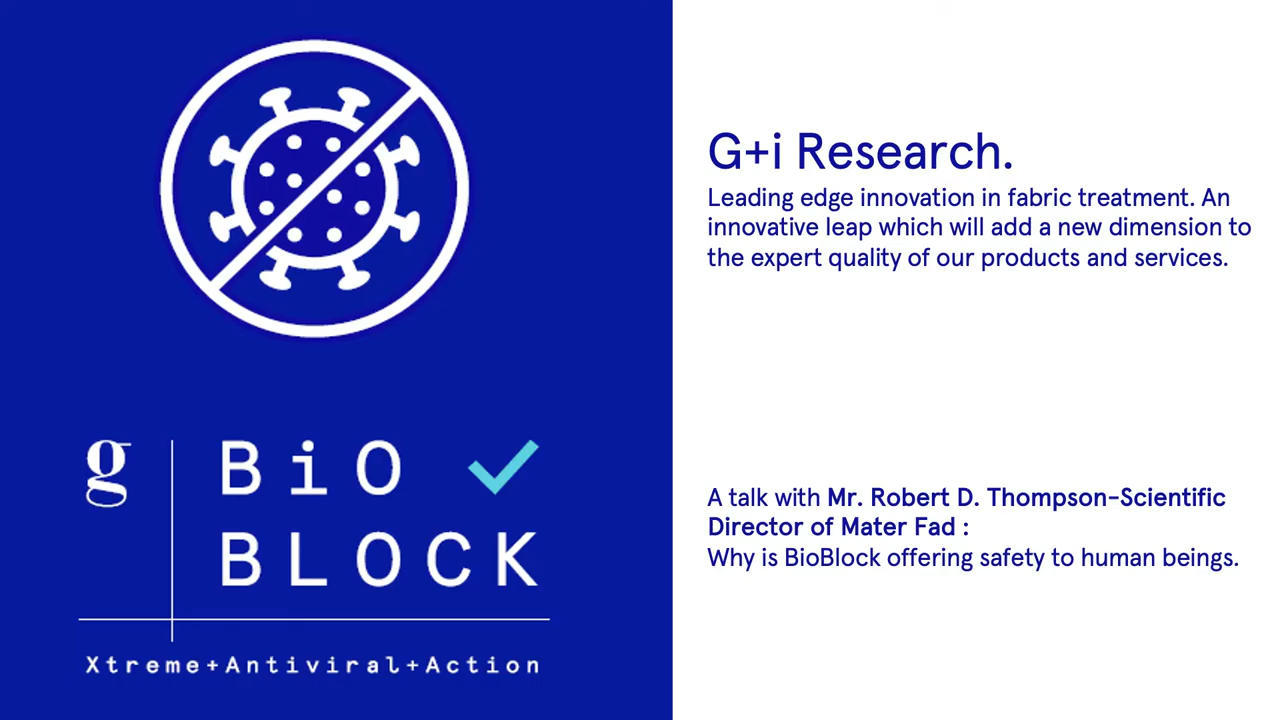 g
BiO
BLOCK
Xtreme+Antiviral+Action
G+i Research.
Leading edge innovation in fabric treatment. An
innovative leap which will add a new dimension to
the expert quality of our products and services.
A talk with Mr. Robert D. Thompson-Scientific
Director of Mater Fad :
Why is BioBlock offering safety to human beings.